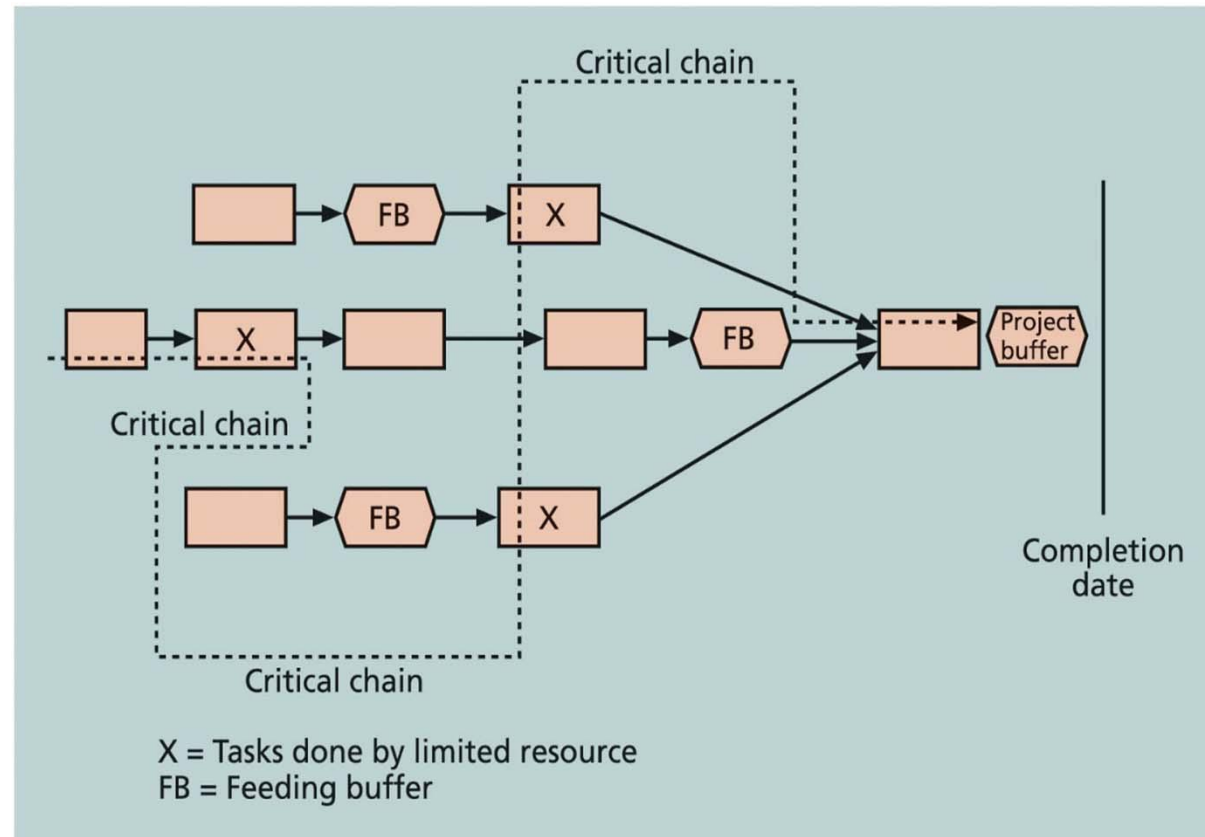 Critical chain
FB
X
X
FB
Project
buffer
Critical chain
FB
X
Completion
date
Critical chain
X = Tasks done by limited resource
FB = Feeding buffer